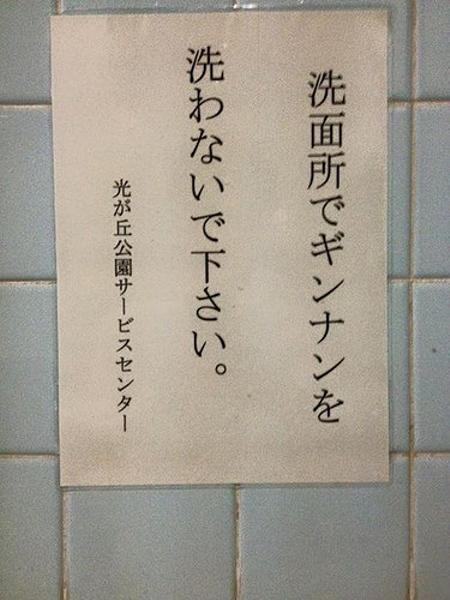 洗面所でギンナンを
洗わないで下さい。
光が丘公園サービスセンター